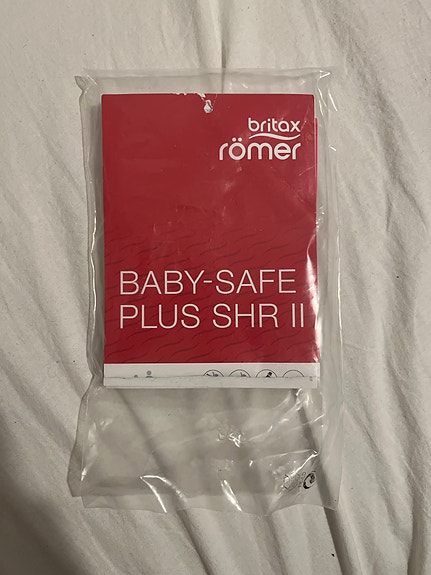 britax
römer
BABY-SAFE
PLUS SHR II